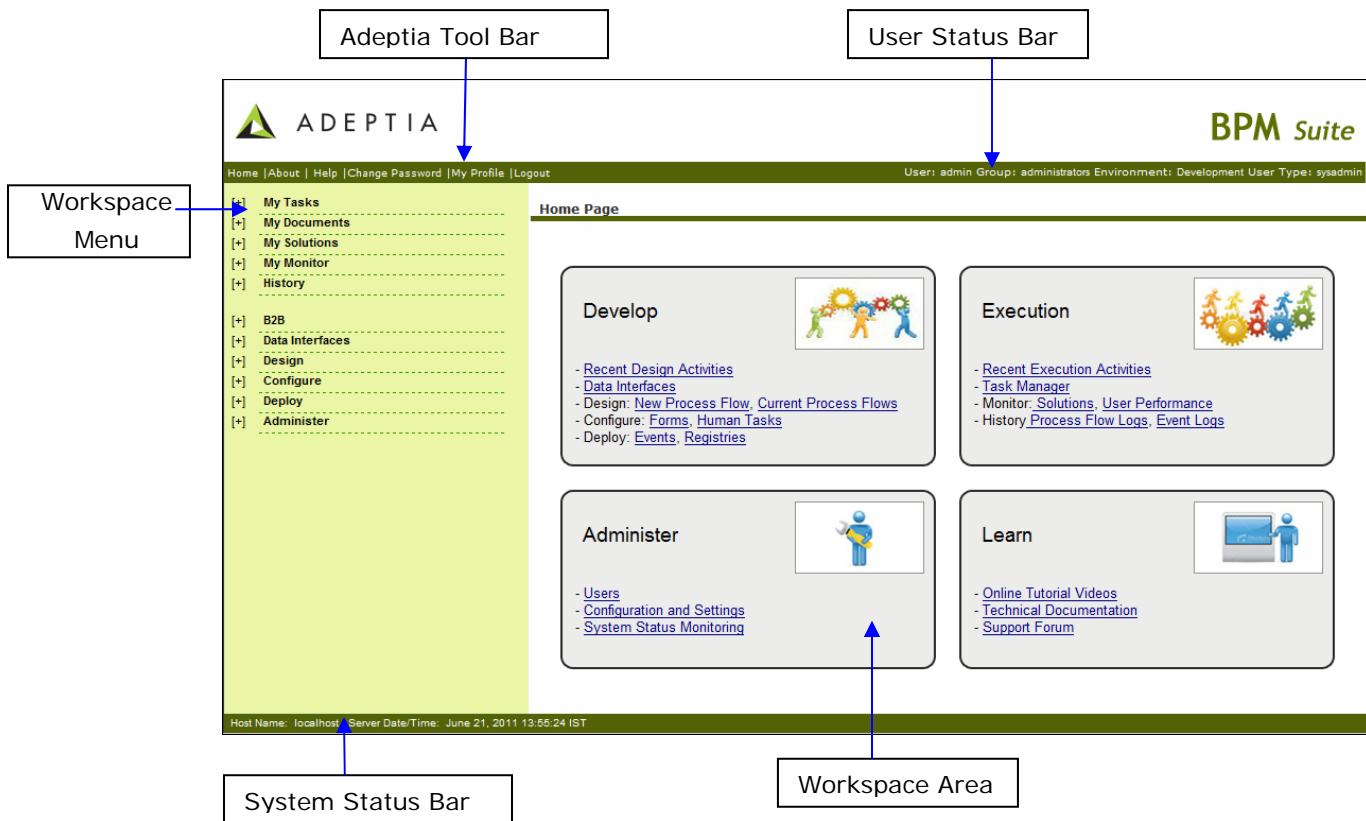 Adeptia Tool Bar
User Status Bar
ADEPTIA
BPM Suite
Home |About | Help |Change Password |My Profile |Logout
User: admin Group: administrators Environment: Development User Type: sysadmin
Workspace
Menu
[+] My Tasks
[+] My Documents
[+] My Solutions
[+] My Monitor
[+] History
[+] B2B
[+] Data Interfaces
[+] Design
[+] Configure
[+] Deploy
[+] Administer
Home Page
Develop
- Recent Design Activities
- Data Interfaces
- Design: New Process Flow, Current Process Flows
- Configure: Forms, Human Tasks
- Deploy: Events, Registries
Execution
- Recent Execution Activities
- Task Manager
- Monitor: Solutions, User Performance
- History Process Flow Logs, Event Logs
Administer
- Users
- Configuration and Settings
- System Status Monitoring
Learn
- Online Tutorial Videos
- Technical Documentation
- Support Forum
Host Name: localhost Server Date/Time: June 21, 2011 13:55:24 IST
System Status Bar
Workspace Area